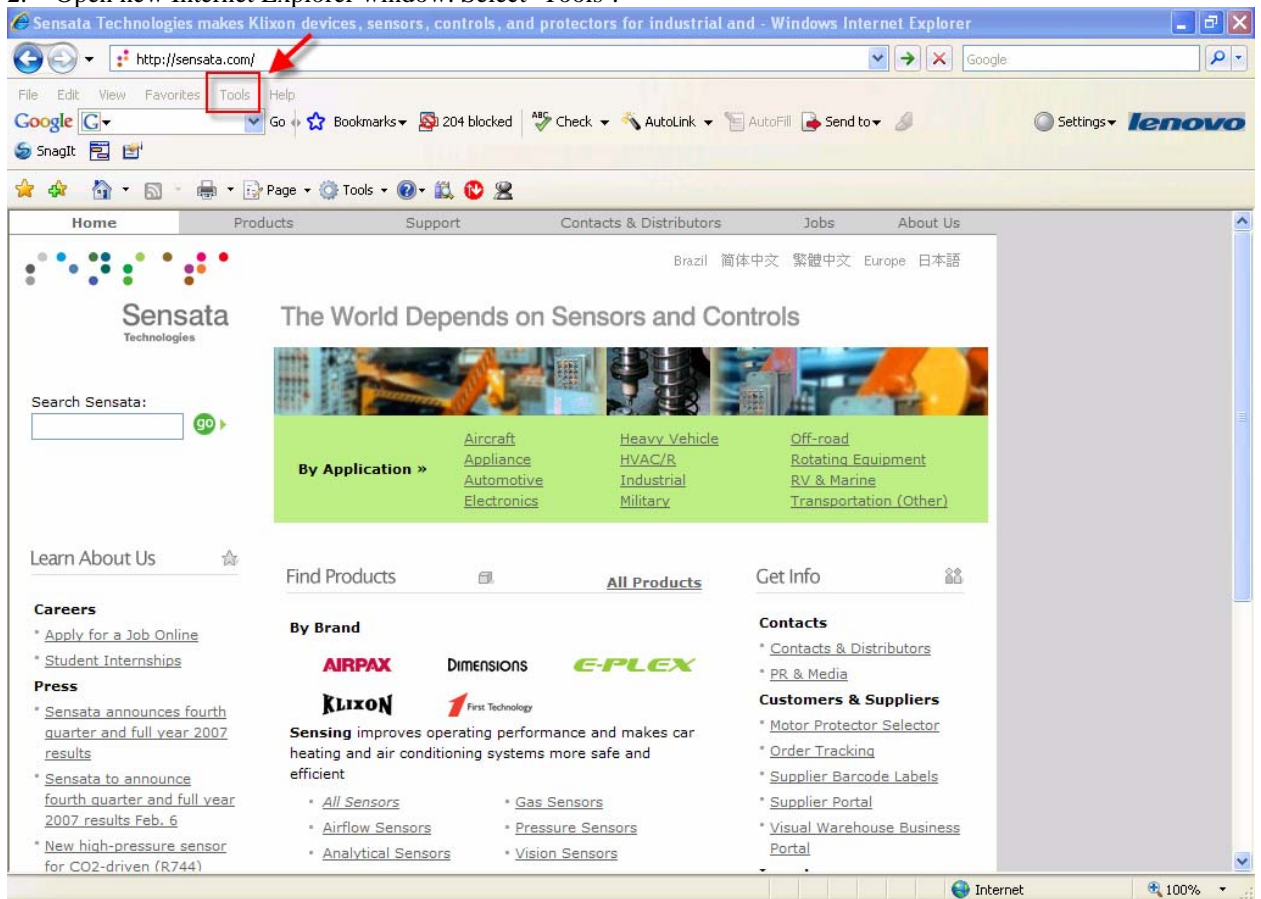 2. Open new Internet Explorer window. Select "Tools".
Sensata Technologies makes Klixon devices, sensors, controls, and protectors for industrial and - Windows Internet Explorer
http://sensata.com/
Google
File Edit View Favorites Tools Help
Google G Go Bookmarks 204 blocked ABC Check AutoLink AutoFill Send to Settings lenovo
SnagIt
Page Tools
Home Products Support Contacts & Distributors Jobs About Us
Brazil 简体中文 繁體中文 Europe 日本語
Sensata
Technologies
The World Depends on Sensors and Controls
Search Sensata:
go
By Application »
Aircraft Heavy Vehicle Off-road
Appliance HVAC/R Rotating Equipment
Automotive Industrial RV & Marine
Electronics Military Transportation (Other)
Learn About Us
Careers
* Apply for a Job Online
* Student Internships
Press
* Sensata announces fourth
quarter and full year 2007
results
* Sensata to announce
fourth quarter and full year
2007 results Feb. 6
* New high-pressure sensor
for CO2-driven (R744)
Find Products All Products
By Brand
AIRPAX DIMENSIONS E-PLEX
KLIXON First Technology
Sensing improves operating performance and makes car
heating and air conditioning systems more safe and
efficient
* All Sensors * Gas Sensors
* Airflow Sensors * Pressure Sensors
* Analytical Sensors * Vision Sensors
Get Info
Contacts
* Contacts & Distributors
* PR & Media
Customers & Suppliers
* Motor Protector Selector
* Order Tracking
* Supplier Barcode Labels
* Supplier Portal
* Visual Warehouse Business
Portal
Internet 100%